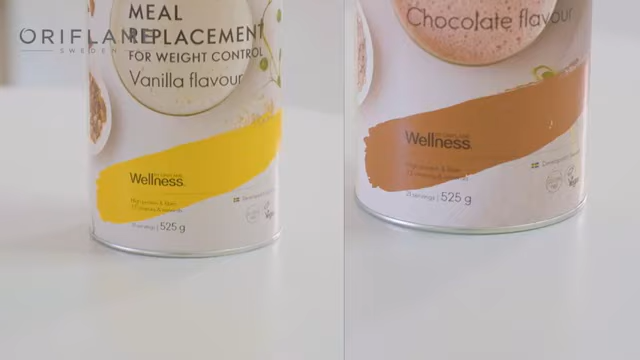 ORIFLAME
SWEDEN
MEAL
REPLACEMENT
FOR WEIGHT CONTROL
Vanilla flavour
Wellness
525 g
Chocolate flavour
Wellness
525 g